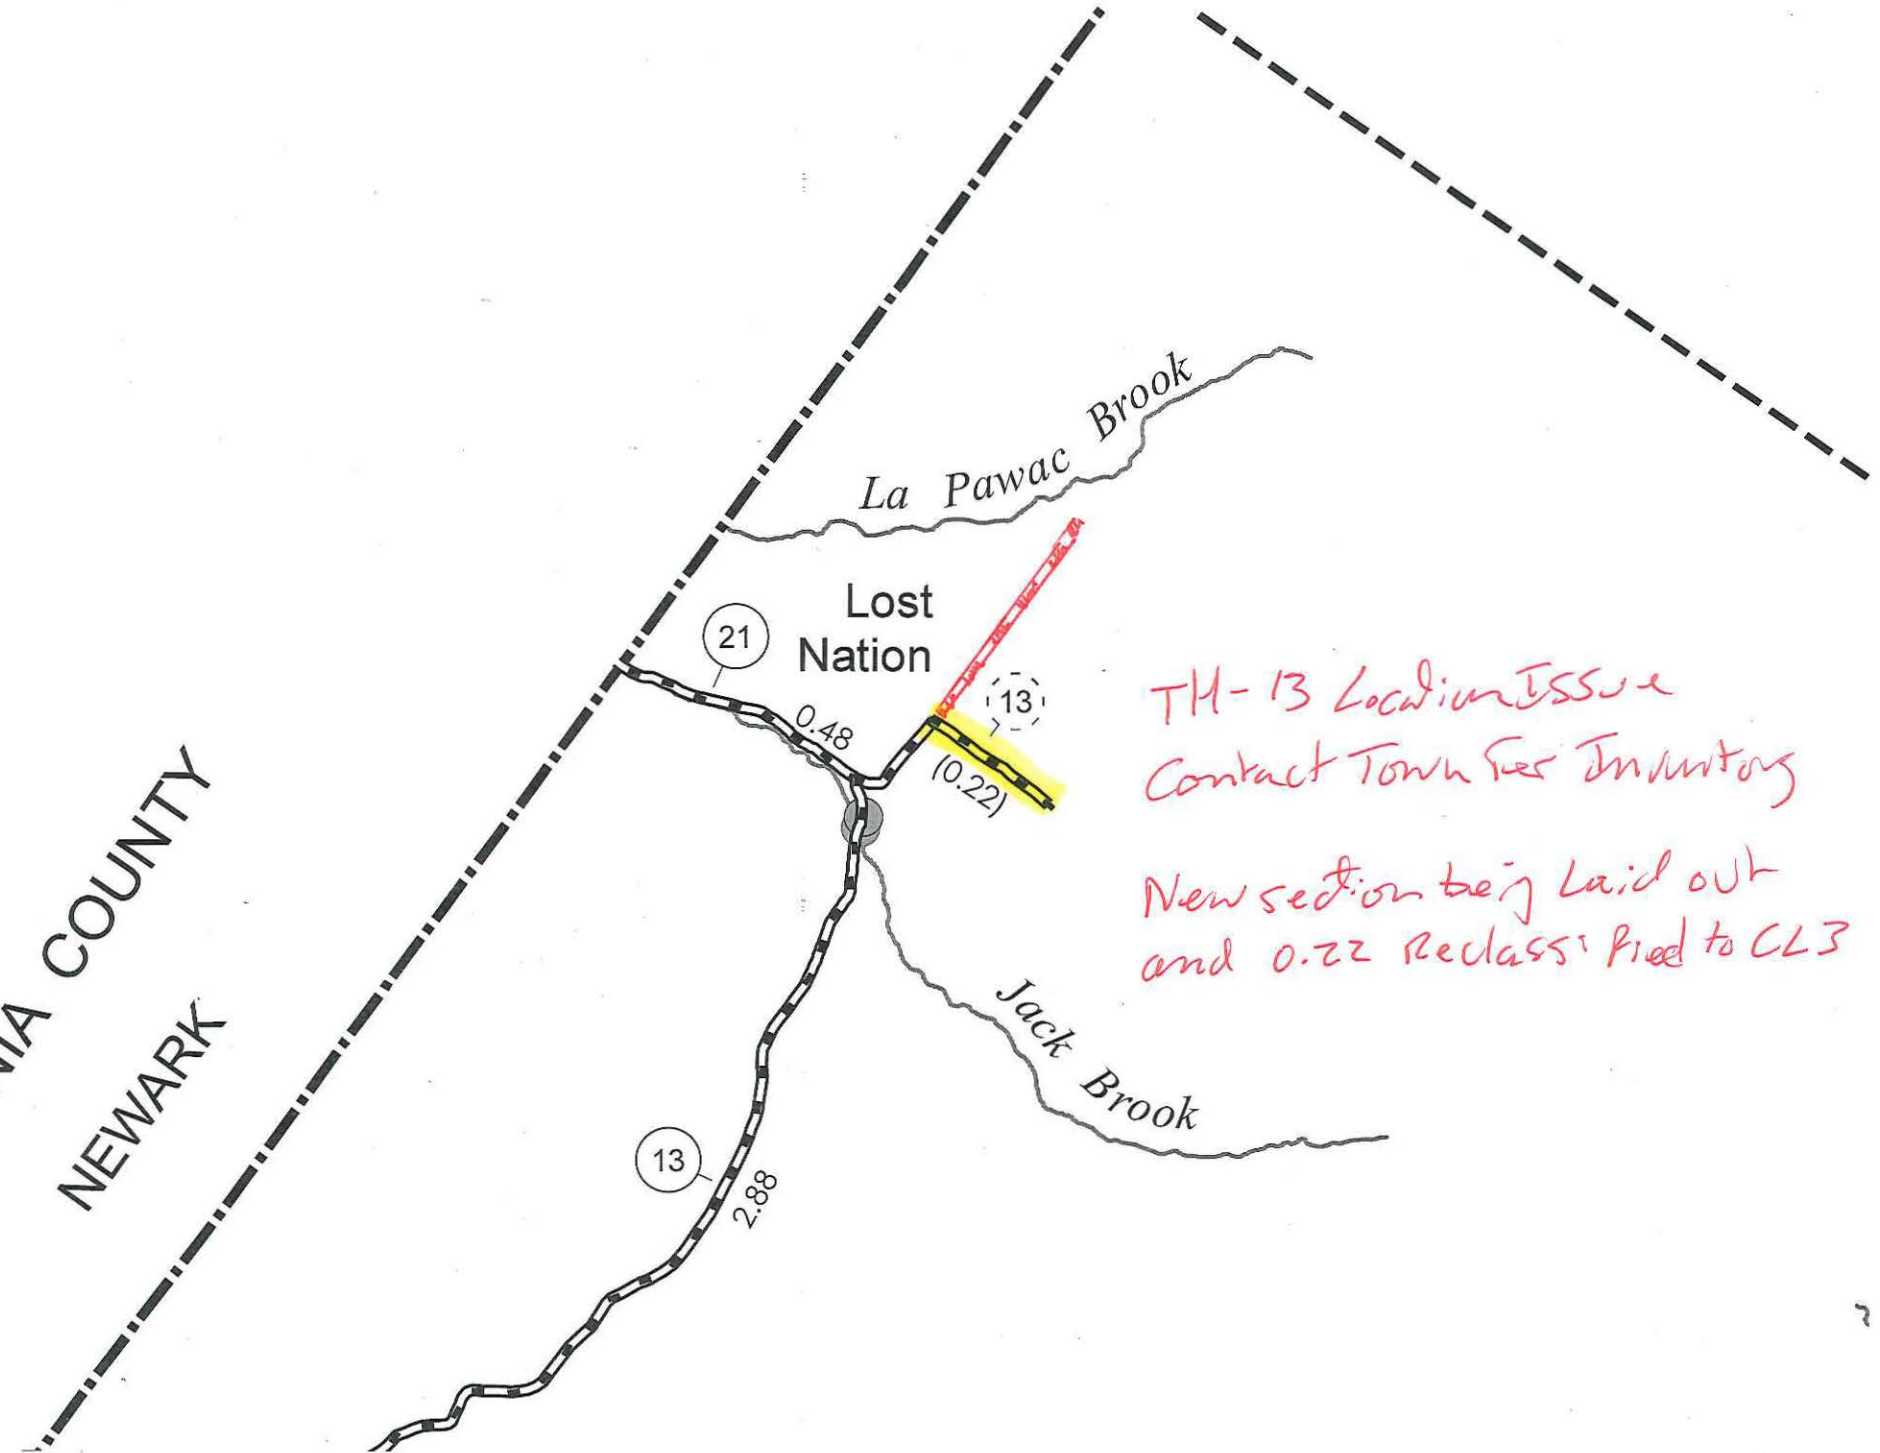 La Pawac Brook
Lost
Nation
21
0.48
13
(0.22)
TH-13 Location Issue
Contact Town For Inventory
New section being Laid out
and 0.22 Reclassified to CL3
NIA COUNTY
NEWARK
Jack Brook
13
2.88